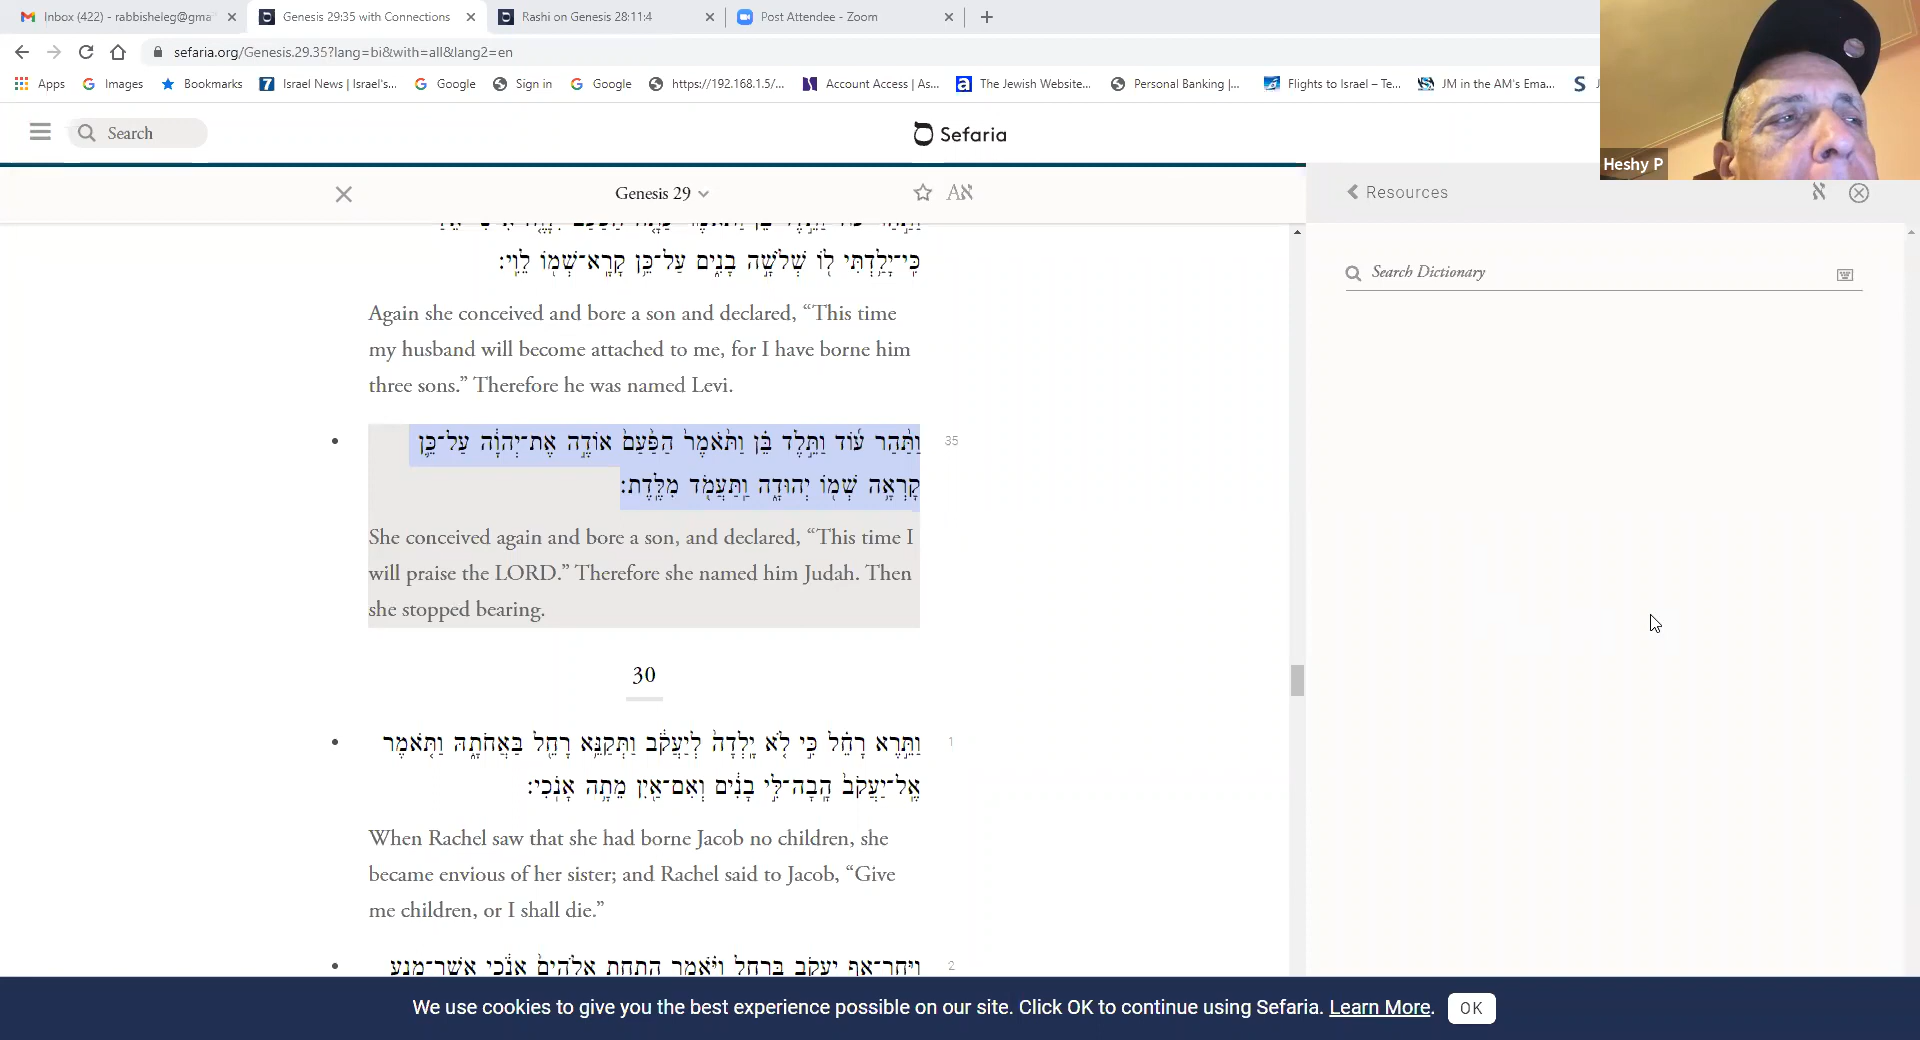 Inbox (422) - rabbisheleg@gma
Genesis 29:35 with Connections
Rashi on Genesis 28:11:4
Post Attendee - Zoom
sefaria.org/Genesis.29.35?lang=bi&with=all&lang2=en
Apps
Images
Bookmarks
Israel News | Israel's...
Google
Sign in
Google
https://192.168.1.5/...
Account Access | As...
The Jewish Website...
Personal Banking |...
Flights to Israel – Te...
JM in the AM's Ema...
Heshy P
Search
Sefaria
Genesis 29
Aא
Resources
א
Search Dictionary
כִּֽי־יָלַ֥דְתִּי ל֖וֹ שְׁלֹשָׁ֣ה בָנִ֑ים עַל־כֵּ֥ן קָרָֽא־שְׁמ֖וֹ לֵוִֽי׃
Again she conceived and bore a son and declared, “This time
my husband will become attached to me, for I have borne him
three sons.” Therefore he was named Levi.
35
וַתַּ֨הַר ע֜וֹד וַתֵּ֣לֶד בֵּ֗ן וַתֹּ֙אמֶר֙ הַפַּ֙עַם֙ אוֹדֶ֣ה אֶת־יְהוָ֔ה עַל־כֵּ֛ן
קָרְאָ֥ה שְׁמ֖וֹ יְהוּדָ֑ה וַֽתַּעֲמֹ֖ד מִלֶּֽדֶת׃
She conceived again and bore a son, and declared, “This time I
will praise the LORD.” Therefore she named him Judah. Then
she stopped bearing.
30
1
וַתֵּ֣רֶא רָחֵ֗ל כִּ֣י לֹ֤א יָֽלְדָה֙ לְיַעֲקֹ֔ב וַתְּקַנֵּ֥א רָחֵ֖ל בַּאֲחֹתָ֑הּ וַתֹּ֤אמֶר
אֶֽל־יַעֲקֹב֙ הָֽבָה־לִּ֣י בָנִ֔ים וְאִם־אַ֖יִן מֵתָ֥ה אָנֹֽכִי׃
When Rachel saw that she had borne Jacob no children, she
became envious of her sister; and Rachel said to Jacob, “Give
me children, or I shall die.”
2
וַיִּֽחַר־אַ֥ף יַעֲקֹ֖ב בְּרָחֵ֑ל וַיֹּ֗אמֶר הֲתַ֤חַת אֱלֹהִים֙ אָנֹ֔כִי אֲשֶׁר־מָנַ֥ע
We use cookies to give you the best experience possible on our site. Click OK to continue using Sefaria. Learn More.
OK